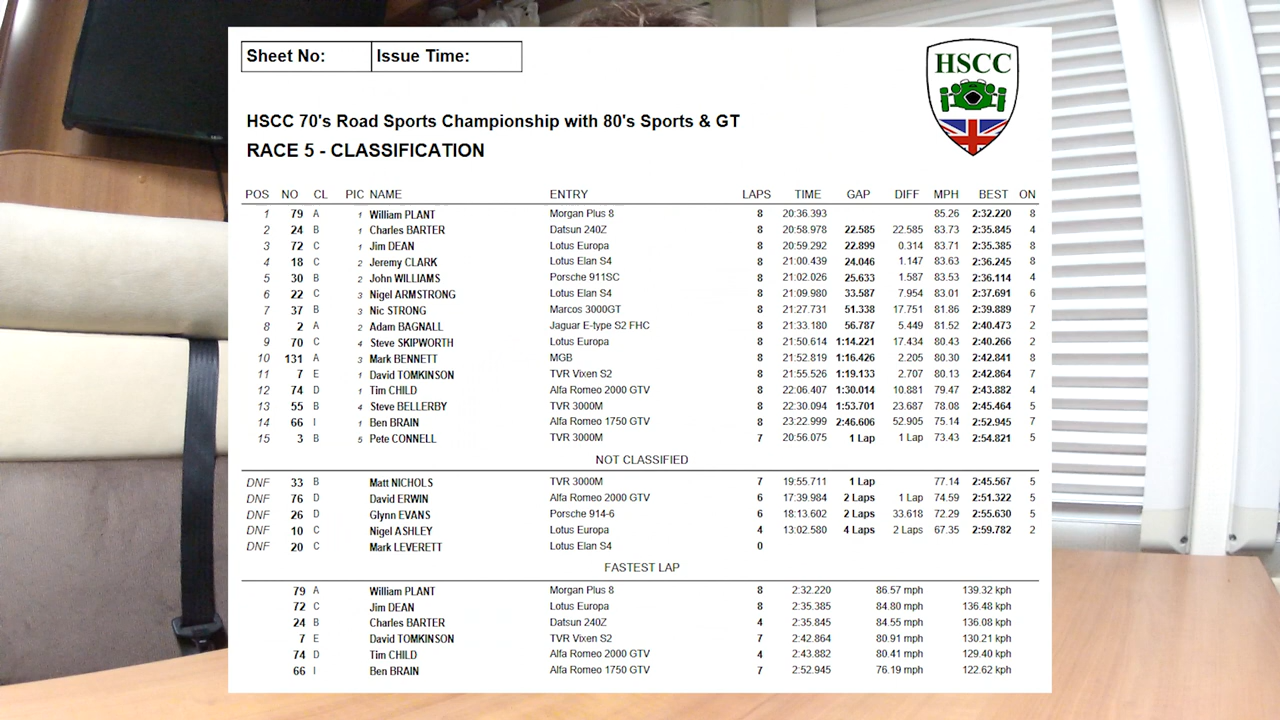 Sheet No: Issue Time:
HSCC
HSCC 70's Road Sports Championship with 80's Sports & GT
RACE 5 - CLASSIFICATION
POS NO CL PIC NAME ENTRY LAPS TIME GAP DIFF MPH BEST ON
1 79 A 1 William PLANT Morgan Plus 8 8 20:36.393 85.26 2:32.220 8
2 24 B 1 Charles BARTER Datsun 240Z 8 20:58.978 22.585 22.585 83.73 2:35.845 4
3 72 C 1 Jim DEAN Lotus Europa 8 20:59.292 22.899 0.314 83.71 2:35.385 8
4 18 C 2 Jeremy CLARK Lotus Elan S4 8 21:00.439 24.046 1.147 83.63 2:36.245 8
5 30 B 2 John WILLIAMS Porsche 911SC 8 21:02.026 25.633 1.587 83.53 2:36.114 4
6 22 C 3 Nigel ARMSTRONG Lotus Elan S4 8 21:09.980 33.587 7.954 83.01 2:37.691 6
7 37 B 3 Nic STRONG Marcos 3000GT 8 21:27.731 51.338 17.751 81.86 2:39.889 7
8 2 A 2 Adam BAGNALL Jaguar E-type S2 FHC 8 21:33.180 56.787 5.449 81.52 2:40.473 2
9 70 C 4 Steve SKIPWORTH Lotus Europa 8 21:50.614 1:14.221 17.434 80.43 2:40.266 2
10 131 A 3 Mark BENNETT MGB 8 21:52.819 1:16.426 2.205 80.30 2:42.841 8
11 7 E 1 David TOMKINSON TVR Vixen S2 8 21:55.526 1:19.133 2.707 80.13 2:42.864 7
12 74 D 1 Tim CHILD Alfa Romeo 2000 GTV 8 22:06.407 1:30.014 10.881 79.47 2:43.882 4
13 55 B 4 Steve BELLERBY TVR 3000M 8 22:30.094 1:53.701 23.687 78.08 2:45.464 5
14 66 I 1 Ben BRAIN Alfa Romeo 1750 GTV 8 23:22.999 2:46.606 52.905 75.14 2:52.945 7
15 3 B 5 Pete CONNELL TVR 3000M 7 20:56.075 1 Lap 1 Lap 73.43 2:54.821 5
NOT CLASSIFIED
DNF 33 B Matt NICHOLS TVR 3000M 7 19:55.711 1 Lap 77.14 2:45.567 5
DNF 76 D David ERWIN Alfa Romeo 2000 GTV 6 17:39.984 2 Laps 1 Lap 74.59 2:51.322 5
DNF 26 D Glynn EVANS Porsche 914-6 6 18:13.602 2 Laps 33.618 72.29 2:55.630 5
DNF 10 C Nigel ASHLEY Lotus Europa 4 13:02.580 4 Laps 2 Laps 67.35 2:59.782 2
DNF 20 C Mark LEVERETT Lotus Elan S4 0
FASTEST LAP
79 A William PLANT Morgan Plus 8 8 2:32.220 86.57 mph 139.32 kph
72 C Jim DEAN Lotus Europa 8 2:35.385 84.80 mph 136.48 kph
24 B Charles BARTER Datsun 240Z 4 2:35.845 84.55 mph 136.08 kph
7 E David TOMKINSON TVR Vixen S2 7 2:42.864 80.91 mph 130.21 kph
74 D Tim CHILD Alfa Romeo 2000 GTV 4 2:43.882 80.41 mph 129.40 kph
66 I Ben BRAIN Alfa Romeo 1750 GTV 7 2:52.945 76.19 mph 122.62 kph